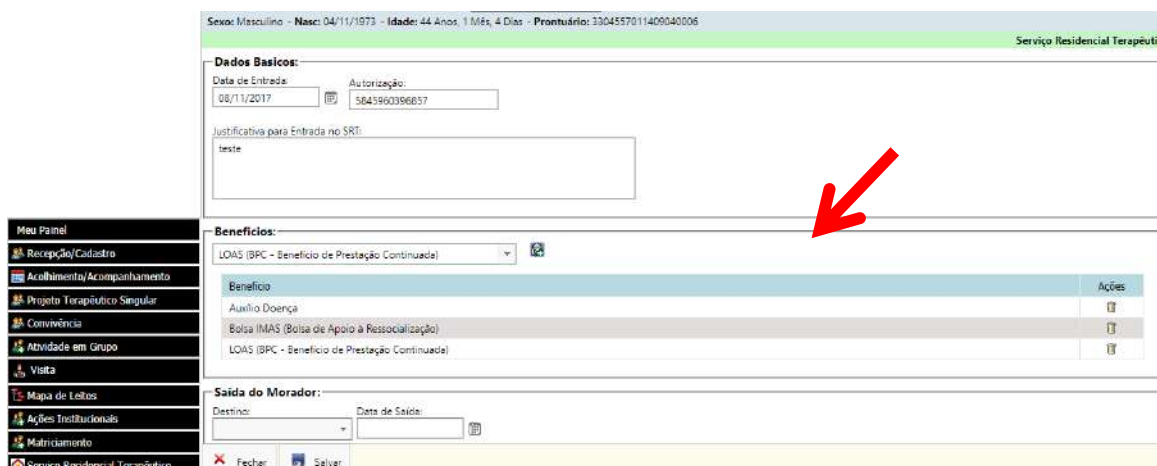 Sexo: Masculino - Nasc: 04/11/1973 - Idade: 44 Anos, 1 Mês, 4 Dias - Prontuário: 3304557011409040006
Serviço Residencial Terapêuti
Dados Basicos:
Data de Entrada:
Autorização:
08/11/2017
5845960396857
Justificativa para Entrada no SRT:
teste
Beneficios:
LOAS (BPC - Beneficio de Prestação Continuada)
Beneficio
Ações
Auxílio Doença
Bolsa IMAS (Bolsa de Apoio à Ressocialização)
LOAS (BPC - Beneficio de Prestação Continuada)
Saída do Morador:
Destino:
Data de Saída:
Fechar
Salvar
Meu Painel
Recepção/Cadastro
Acolhimento/Acompanhamento
Projeto Terapêutico Singular
Convivência
Atividade em Grupo
Visita
Mapa de Leitos
Ações Institucionais
Matriciamento
Serviço Residencial Terapêutico